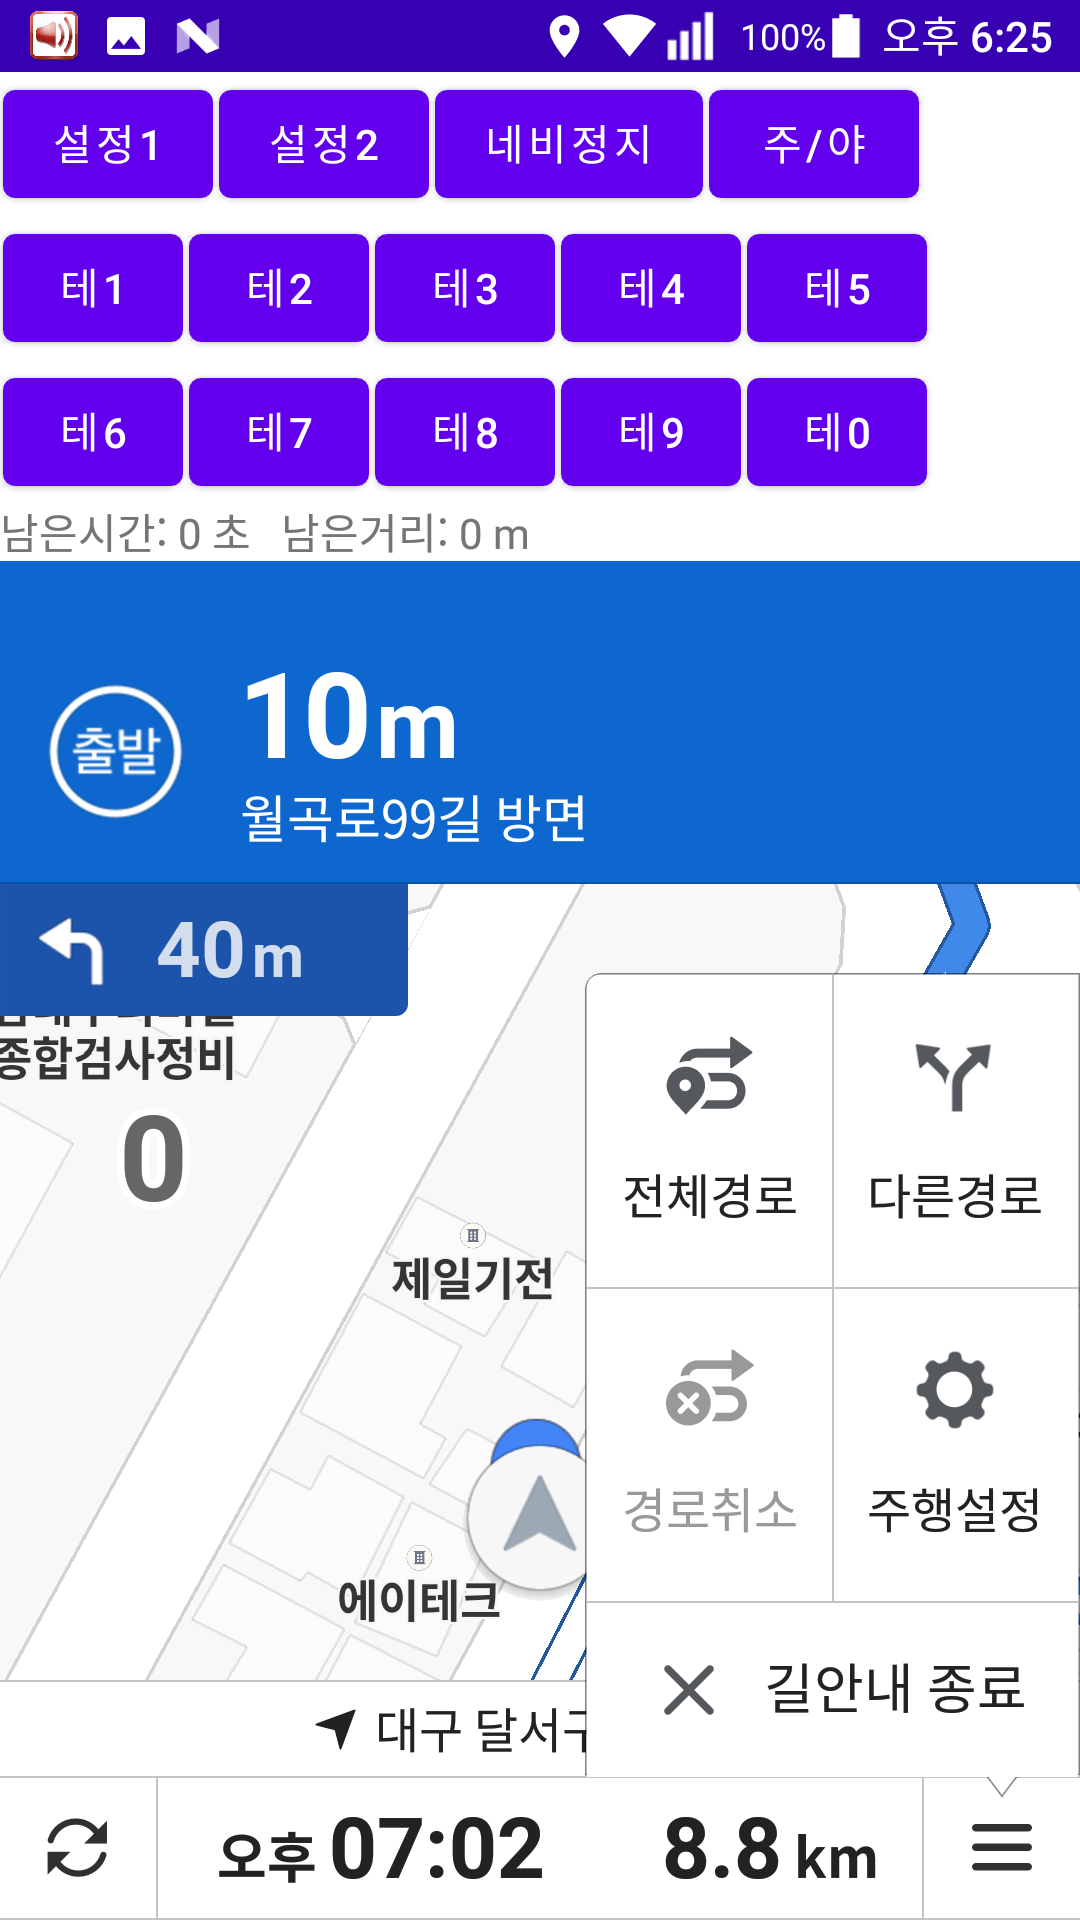 100% 오후 6:25
설정1 설정2 네비정지 주/야
테1 테2 테3 테4 테5
테6 테7 테8 테9 테0
남은시간: 0 초 남은거리: 0 m
출발
10m
월곡로99길 방면
40m
종합검사정비
0
제일기전
에이테크
전체경로 다른경로
경로취소 주행설정
길안내 종료
대구 달서구
오후 07:02 8.8 km